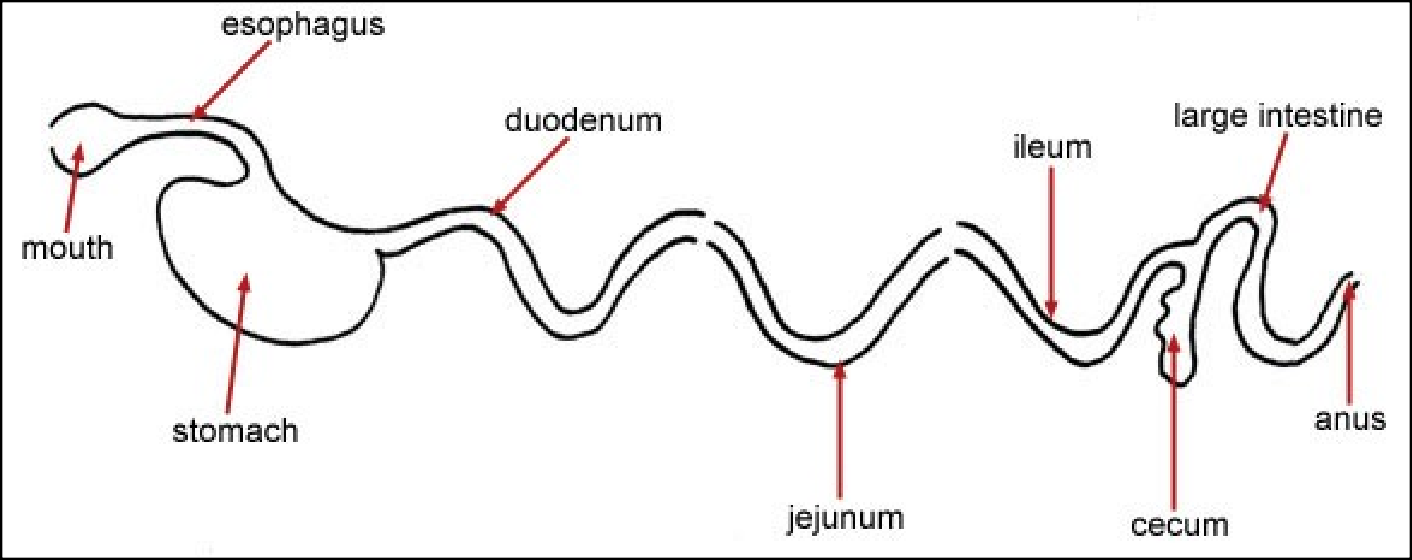 esophagus
duodenum
large intestine
ileum
mouth
stomach
anus
jejunum
cecum